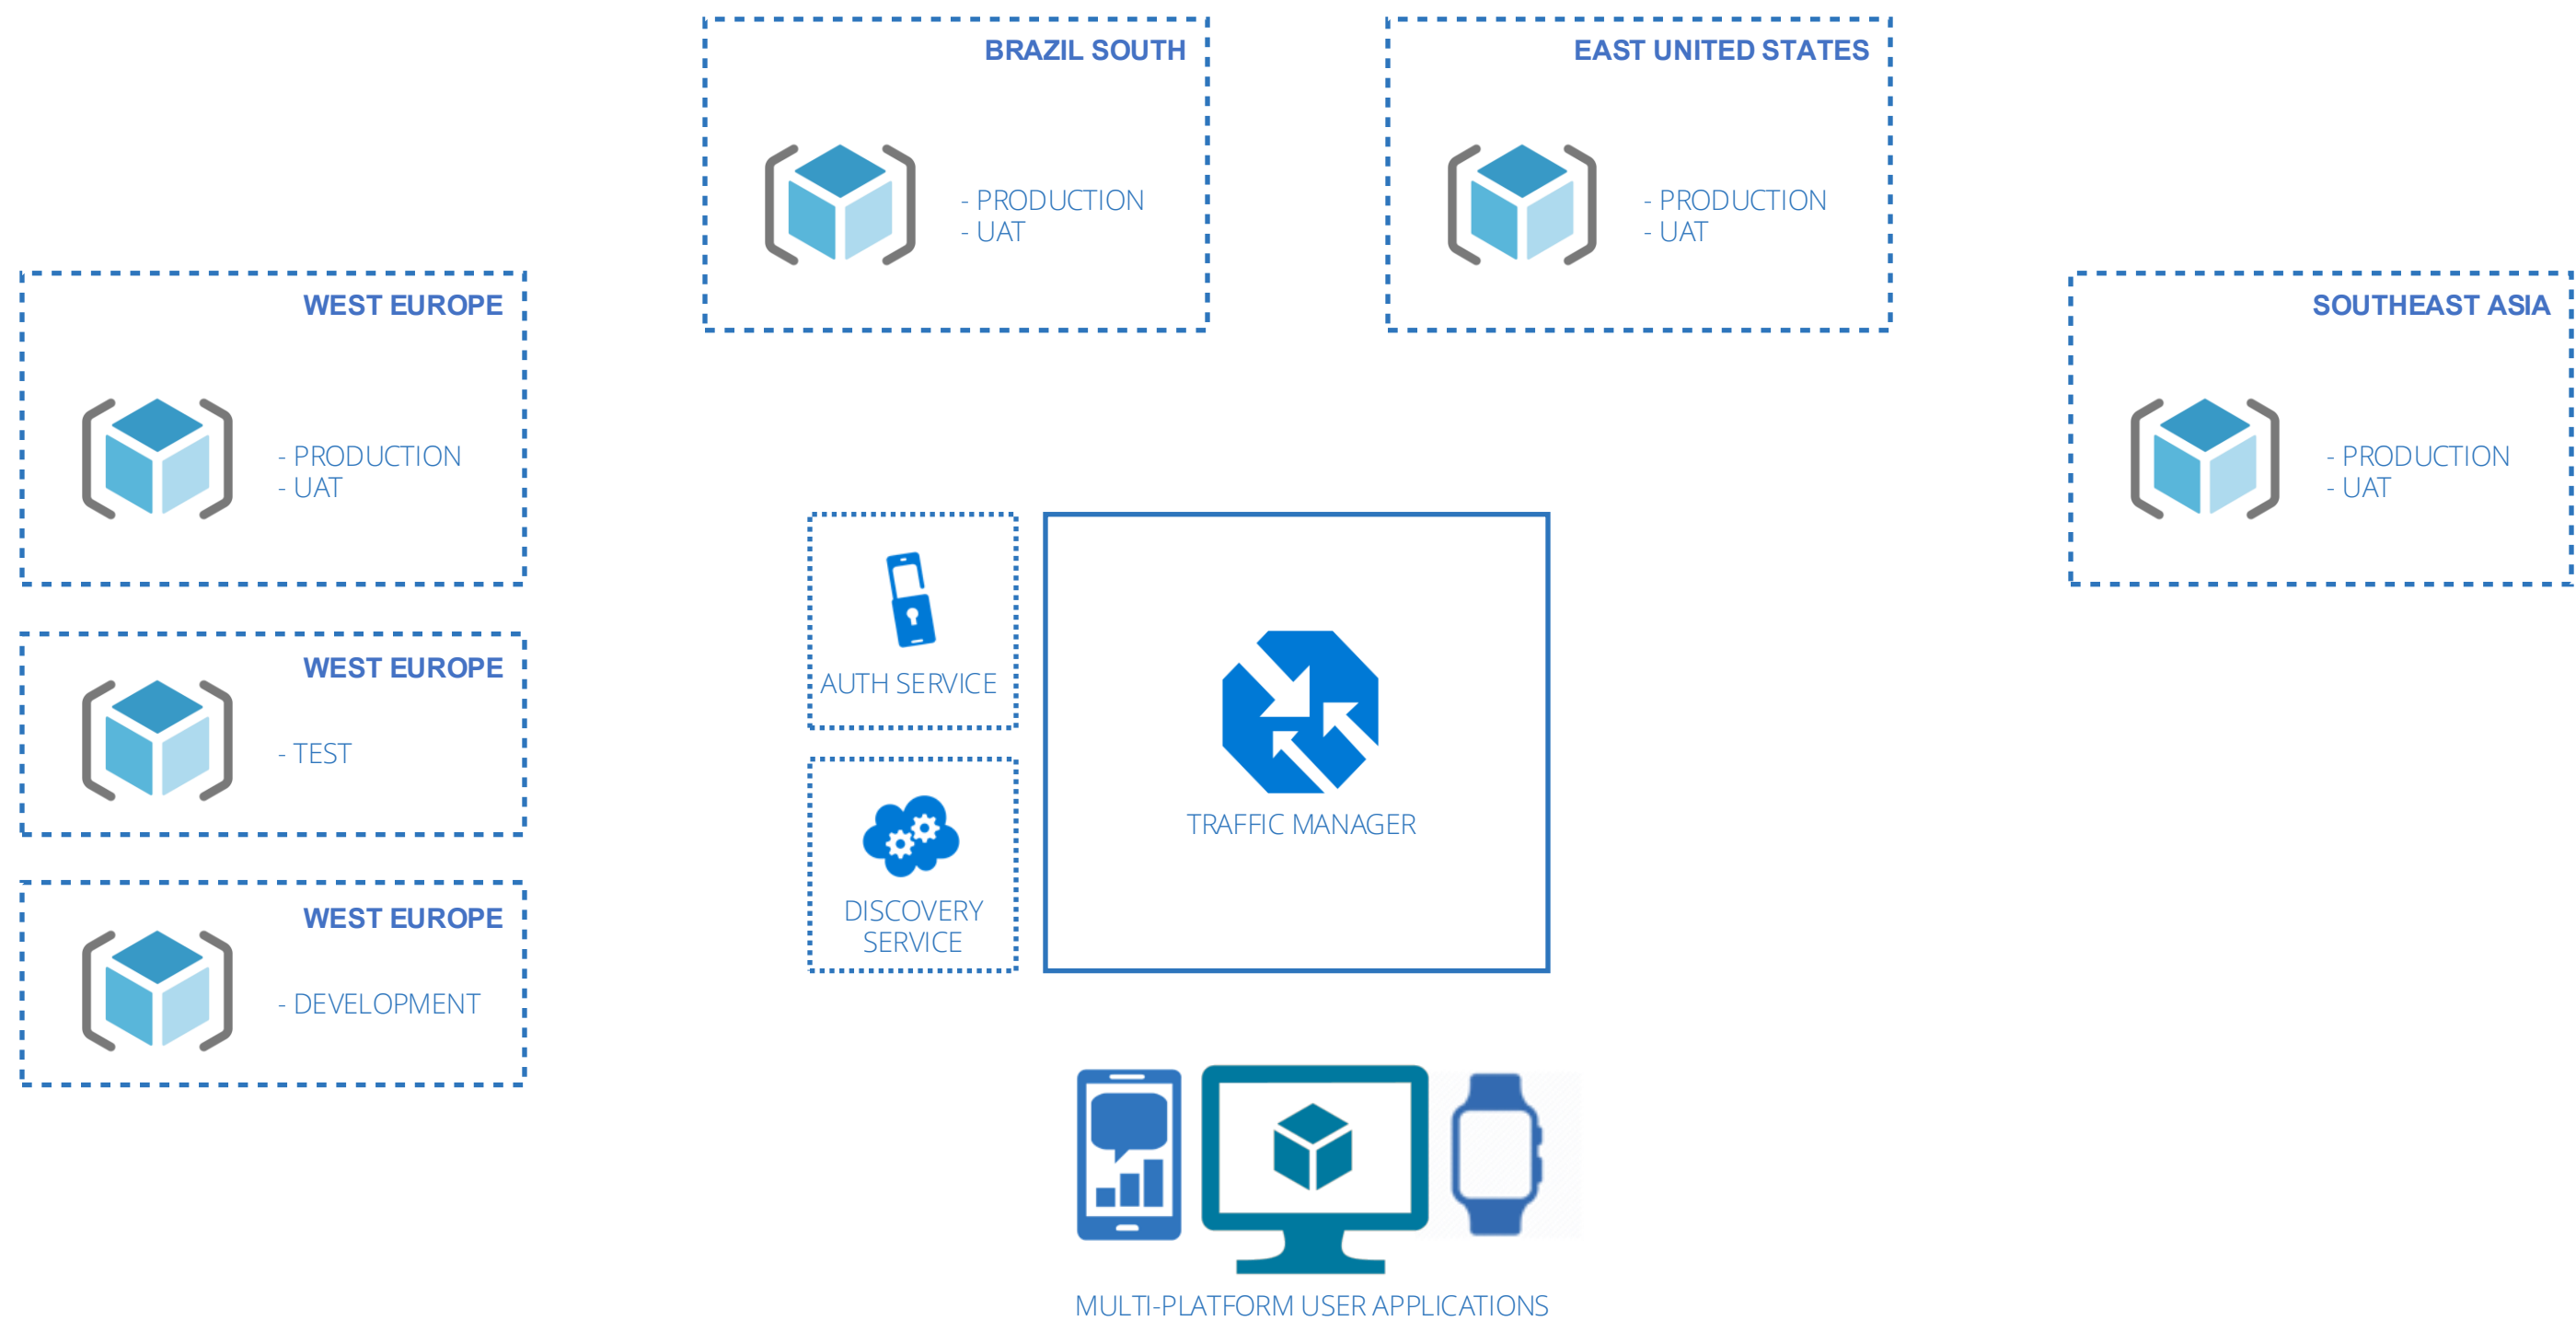 BRAZIL SOUTH
- PRODUCTION
- UAT
EAST UNITED STATES
- PRODUCTION
- UAT
WEST EUROPE
- PRODUCTION
- UAT
SOUTHEAST ASIA
- PRODUCTION
- UAT
WEST EUROPE
- TEST
WEST EUROPE
- DEVELOPMENT
AUTH SERVICE
DISCOVERY
SERVICE
TRAFFIC MANAGER
MULTI-PLATFORM USER APPLICATIONS